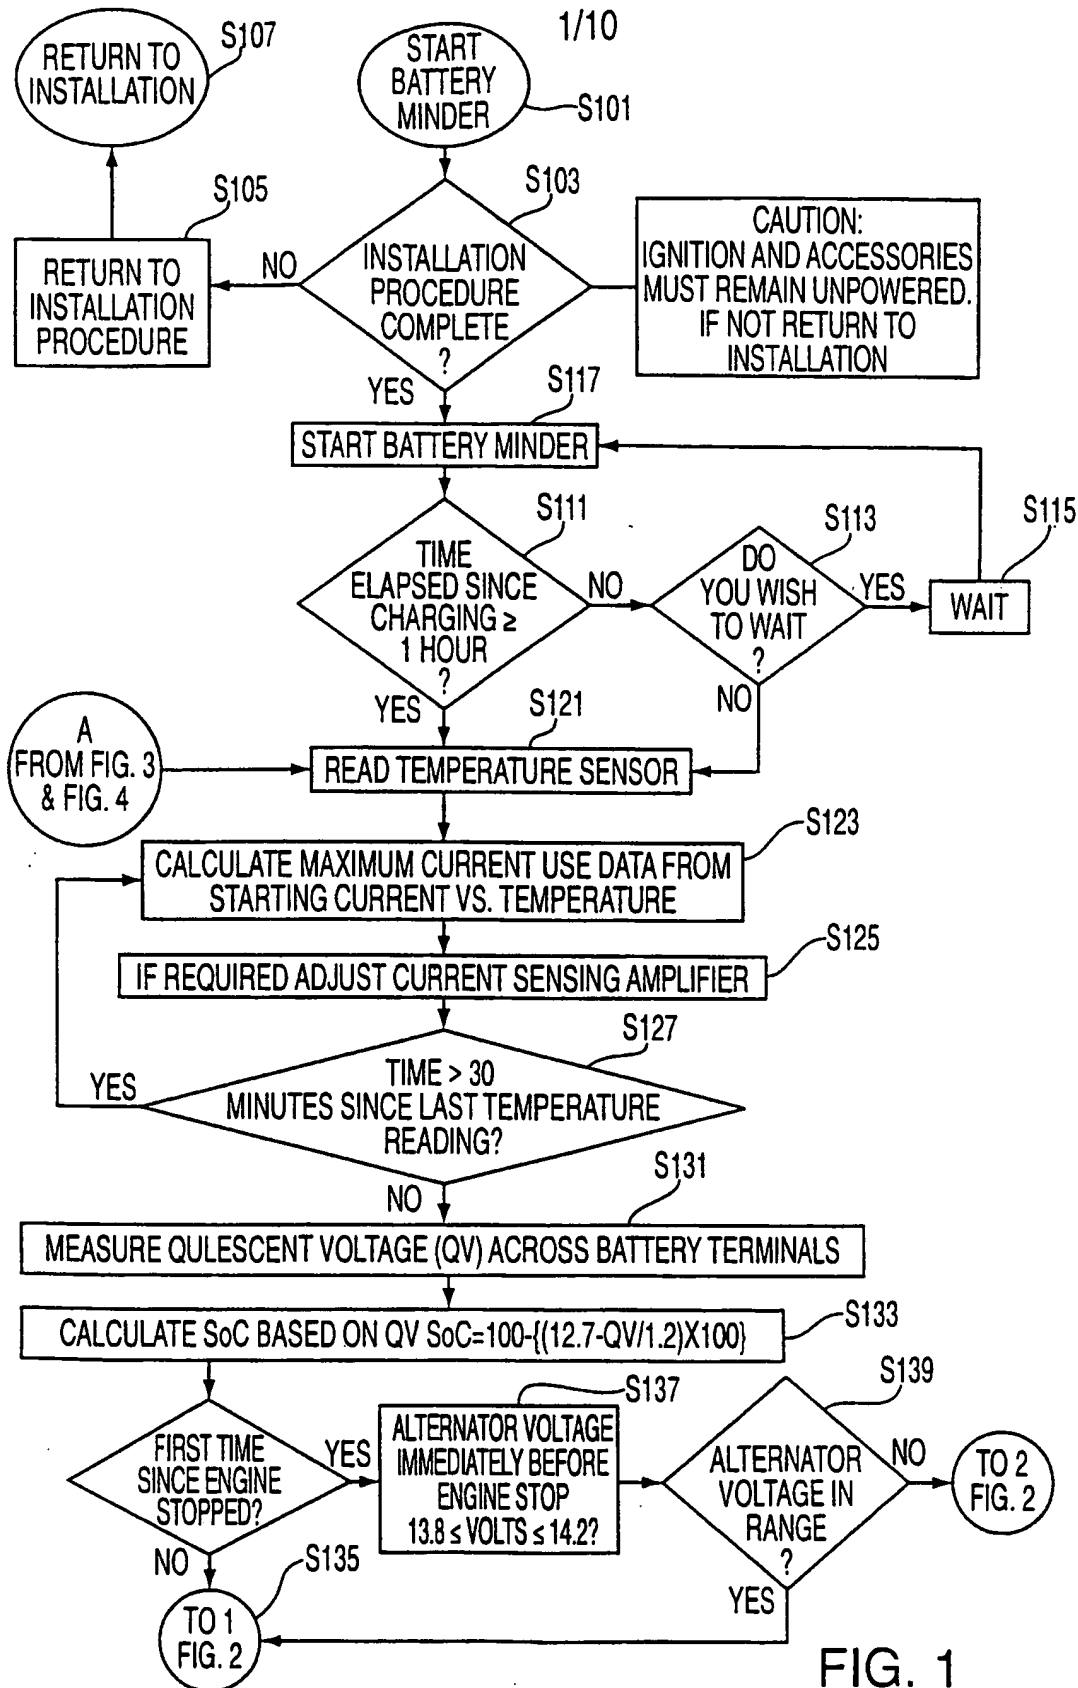 1/10
RETURN TO
INSTALLATION
S107
START
BATTERY
MINDER
S101
S105
RETURN TO
INSTALLATION
PROCEDURE
NO
S103
INSTALLATION
PROCEDURE
COMPLETE
?
YES
CAUTION:
IGNITION AND ACCESSORIES
MUST REMAIN UNPOWERED.
IF NOT RETURN TO
INSTALLATION
S117
START BATTERY MINDER
S111
TIME
ELAPSED SINCE
CHARGING ≥
1 HOUR
?
NO
YES
S113
DO
YOU WISH
TO WAIT
?
YES
NO
S115
WAIT
A
FROM FIG. 3
& FIG. 4
S121
READ TEMPERATURE SENSOR
S123
CALCULATE MAXIMUM CURRENT USE DATA FROM
STARTING CURRENT VS. TEMPERATURE
S125
IF REQUIRED ADJUST CURRENT SENSING AMPLIFIER
S127
TIME > 30
MINUTES SINCE LAST TEMPERATURE
READING?
YES
NO
S131
MEASURE QULESCENT VOLTAGE (QV) ACROSS BATTERY TERMINALS
S133
CALCULATE SoC BASED ON QV SoC=100-{(12.7-QV/1.2)X100}
FIRST TIME
SINCE ENGINE
STOPPED?
YES
NO
S137
ALTERNATOR VOLTAGE
IMMEDIATELY BEFORE
ENGINE STOP
13.8 ≤ VOLTS ≤ 14.2?
S139
ALTERNATOR
VOLTAGE IN
RANGE
?
NO
YES
TO 2
FIG. 2
S135
TO 1
FIG. 2
FIG. 1